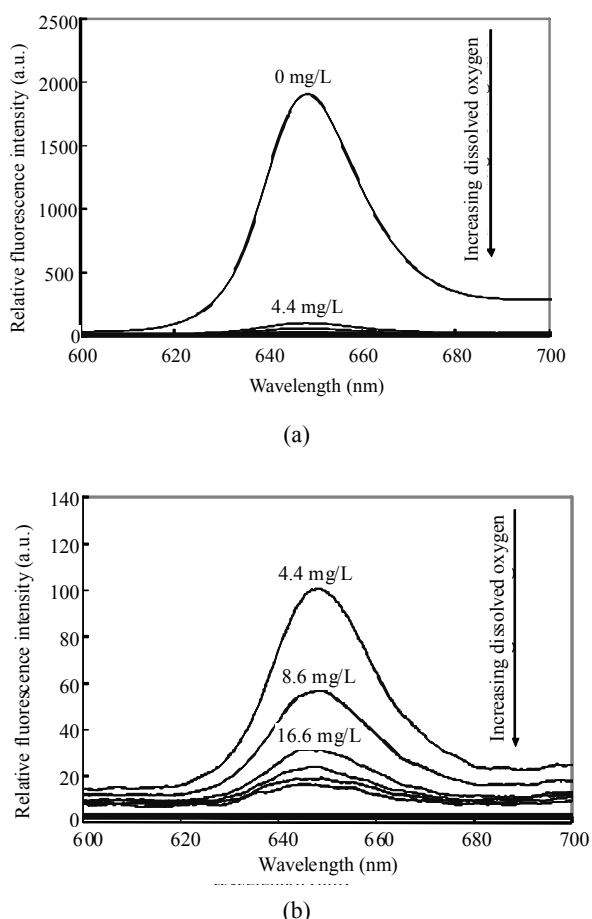 2500
2000
1500
1000
500
0
Relative fluorescence intensity (a.u.)
0 mg/L
4.4 mg/L
Increasing dissolved oxygen
600 620 640 660 680 700
Wavelength (nm)
(a)
140
120
100
80
60
40
20
0
Relative fluorescence intensity (a.u.)
4.4 mg/L
8.6 mg/L
16.6 mg/L
Increasing dissolved oxygen
600 620 640 660 680 700
Wavelength (nm)
(b)